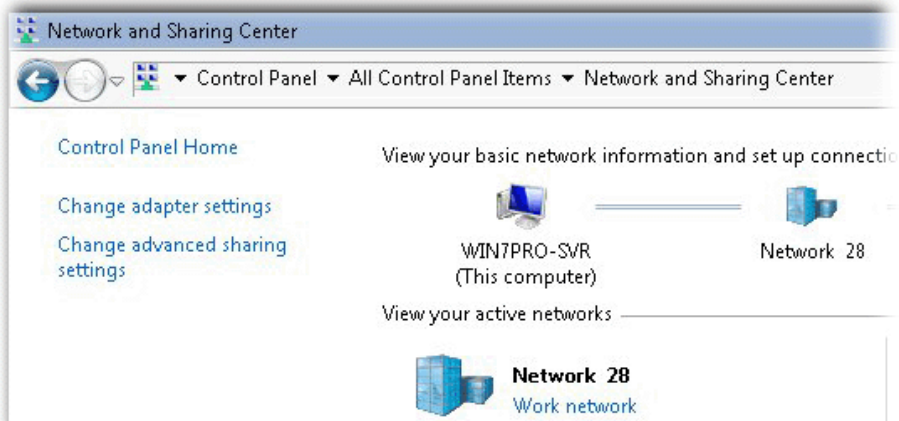 Network and Sharing Center
Control Panel ▾ All Control Panel Items ▾ Network and Sharing Center
Control Panel Home
View your basic network information and set up
Change adapter settings
Change advanced sharing
settings
WIN7PRO-SVR
(This computer)
Network 28
View your active networks
Network 28
Work network